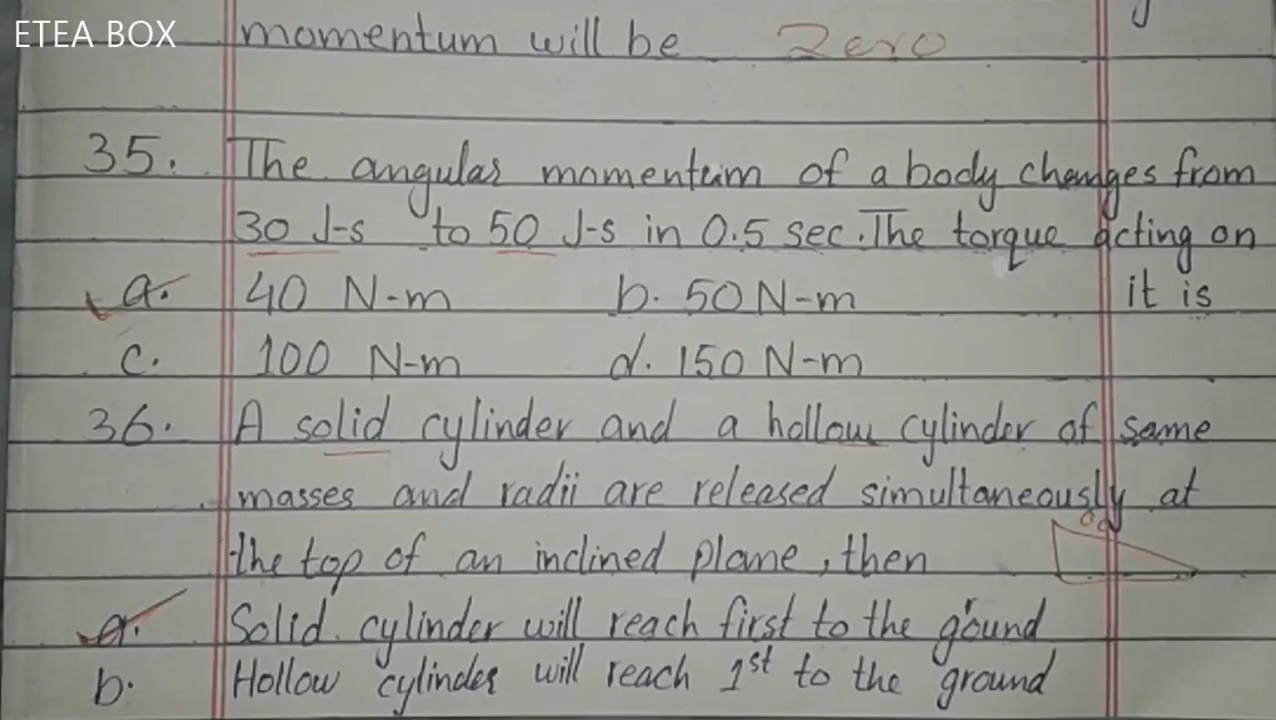 ETEA BOX
momentum will be Zero
35. The angular momentum of a body changes from
30 J-s to 50 J-s in 0.5 sec. The torque acting on
it is
a. 40 N-m b. 50 N-m
c. 100 N-m d. 150 N-m
36. A solid cylinder and a hollow cylinder of same
masses and radii are released simultaneously at
the top of an inclined plane, then
a. Solid cylinder will reach first to the gound
b. Hollow cylinder will reach 1st to the ground